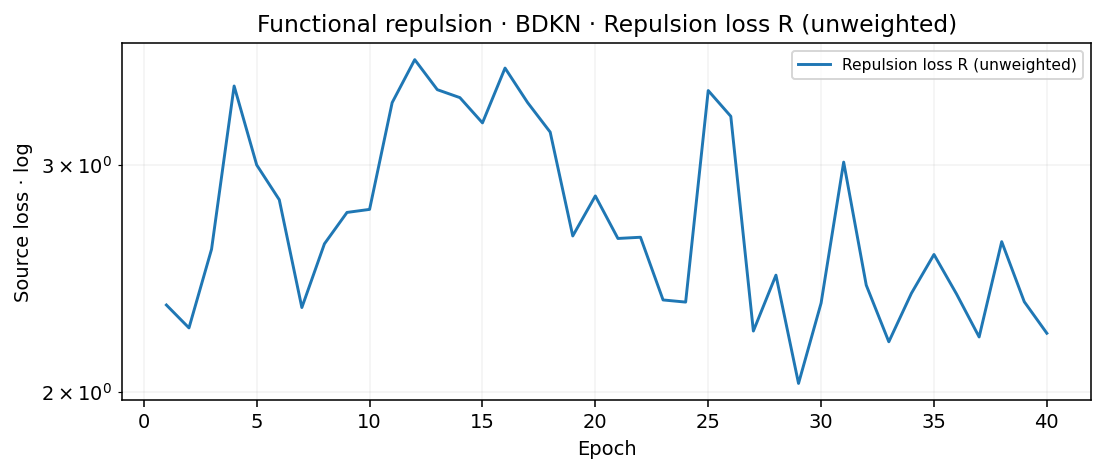 Functional repulsion · BDKN · Repulsion loss R (unweighted)
Repulsion loss R (unweighted)
Source loss · log
3 × 10⁰
2 × 10⁰
0 5 10 15 20 25 30 35 40
Epoch